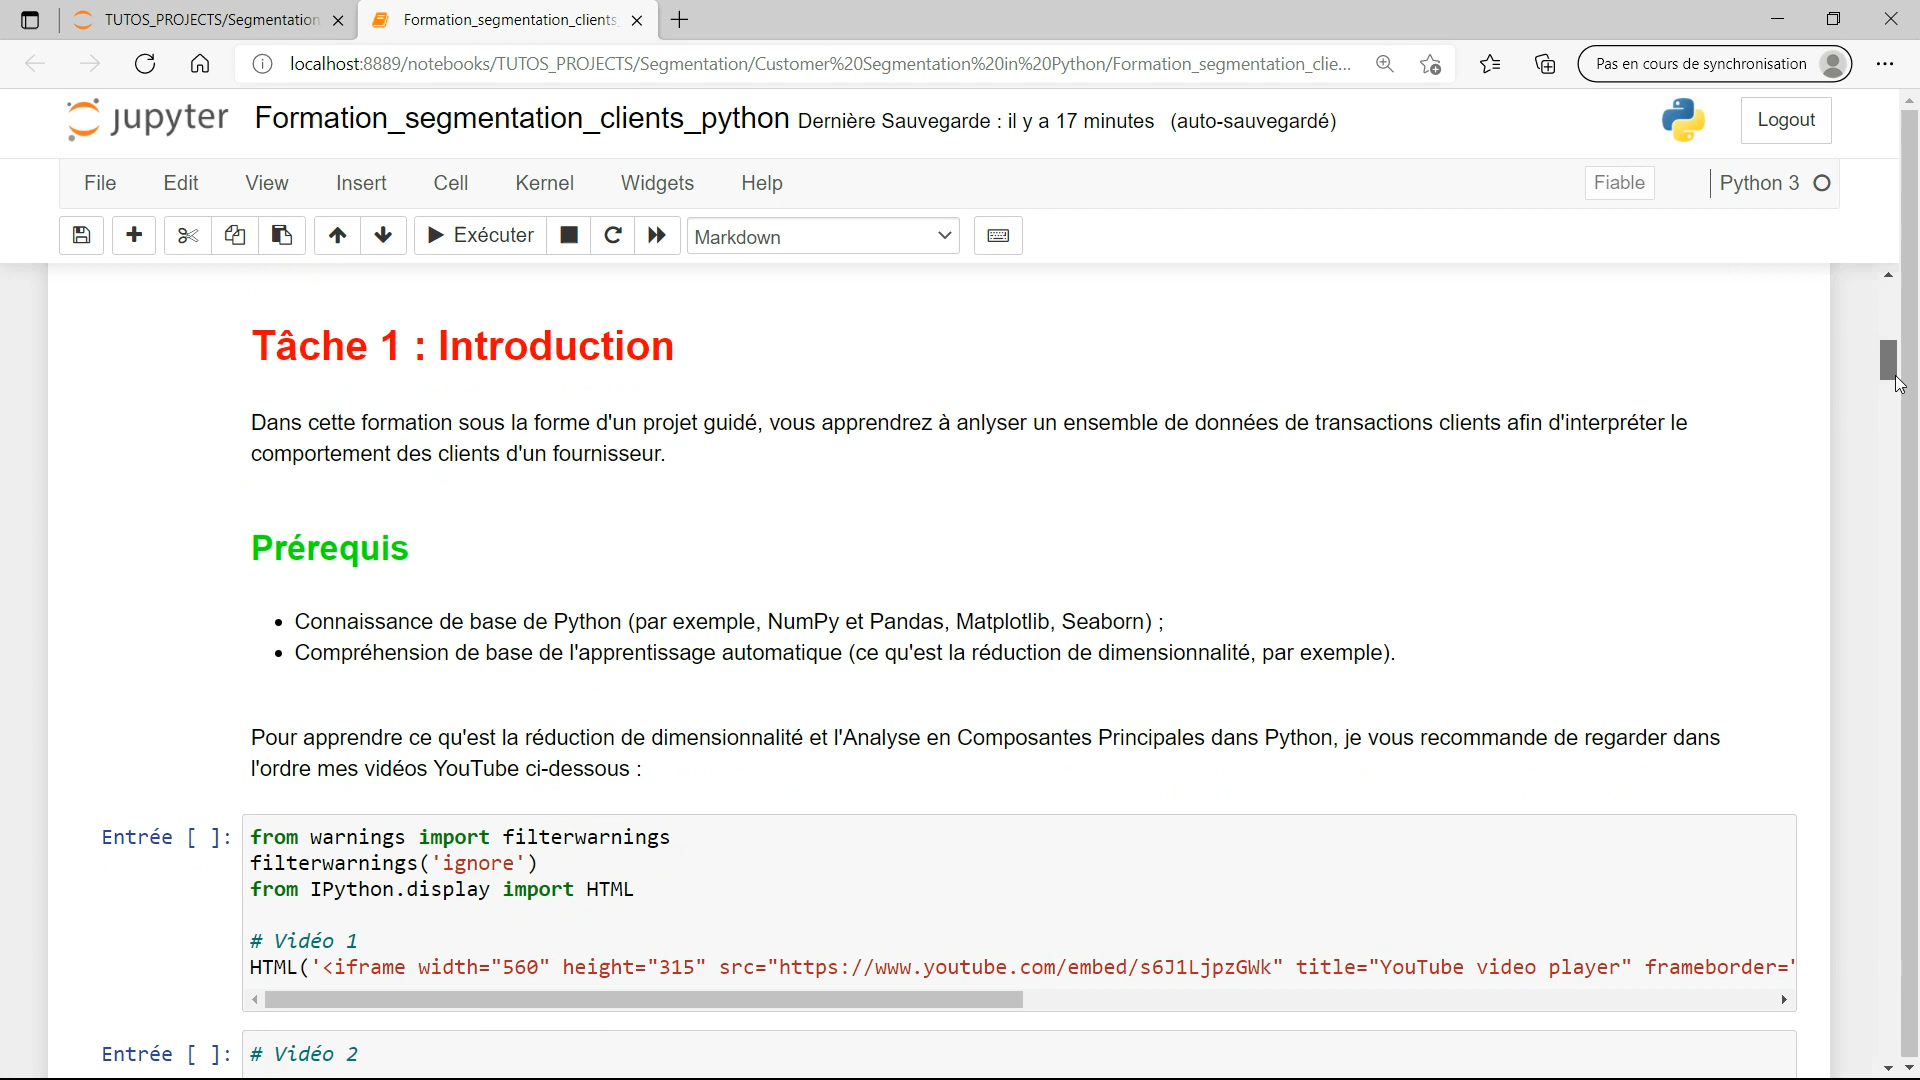 TUTOS_PROJECTS/Segmentation
Formation_segmentation_clients_
localhost:8889/notebooks/TUTOS_PROJECTS/Segmentation/Customer%20Segmentation%20in%20Python/Formation_segmentation_clie...
Pas en cours de synchronisation
jupyter Formation_segmentation_clients_python Dernière Sauvegarde : il y a 17 minutes (auto-sauvegardé)
Logout
File Edit View Insert Cell Kernel Widgets Help
Fiable
Python 3
Exécuter
Markdown
Tâche 1 : Introduction
Dans cette formation sous la forme d'un projet guidé, vous apprendrez à anlyser un ensemble de données de transactions clients afin d'interpréter le
comportement des clients d'un fournisseur.
Prérequis
• Connaissance de base de Python (par exemple, NumPy et Pandas, Matplotlib, Seaborn) ;
• Compréhension de base de l'apprentissage automatique (ce qu'est la réduction de dimensionnalité, par exemple).
Pour apprendre ce qu'est la réduction de dimensionnalité et l'Analyse en Composantes Principales dans Python, je vous recommande de regarder dans
l'ordre mes vidéos YouTube ci-dessous :
Entrée [ ]: from warnings import filterwarnings
filterwarnings('ignore')
from IPython.display import HTML
# Vidéo 1
HTML('<iframe width="560" height="315" src="https://www.youtube.com/embed/s6J1LjpzGWk" title="YouTube video player" frameborder='
Entrée [ ]: # Vidéo 2